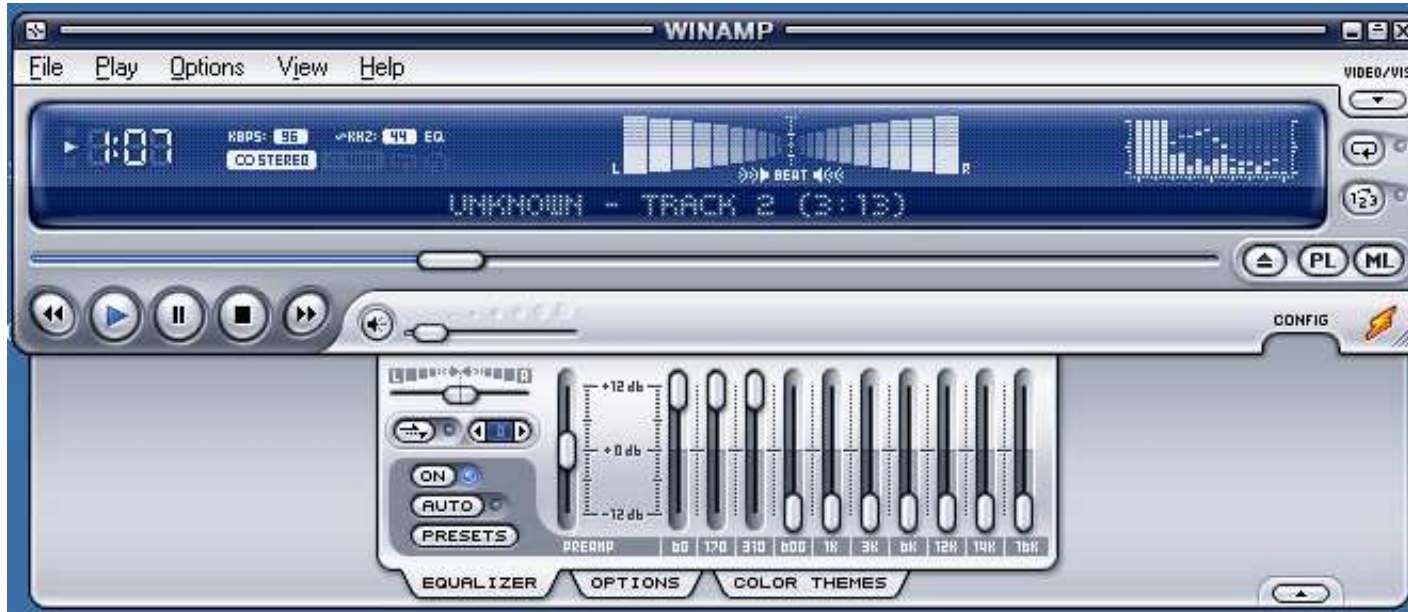 WINAMP
File Play Options View Help
VIDEO/VIS
1:07
KBPS: 96 KHZ: 44 EQ
STEREO
L R
BEAT
UNKNOWN - TRACK 2 (3:13)
123
PL ML
CONFIG
L R
+12 db
0
+0 db
ON
AUTO
-12 db
PRESETS
PREAMP 60 170 310 600 1K 3K 6K 12K 14K 16K
EQUALIZER OPTIONS COLOR THEMES